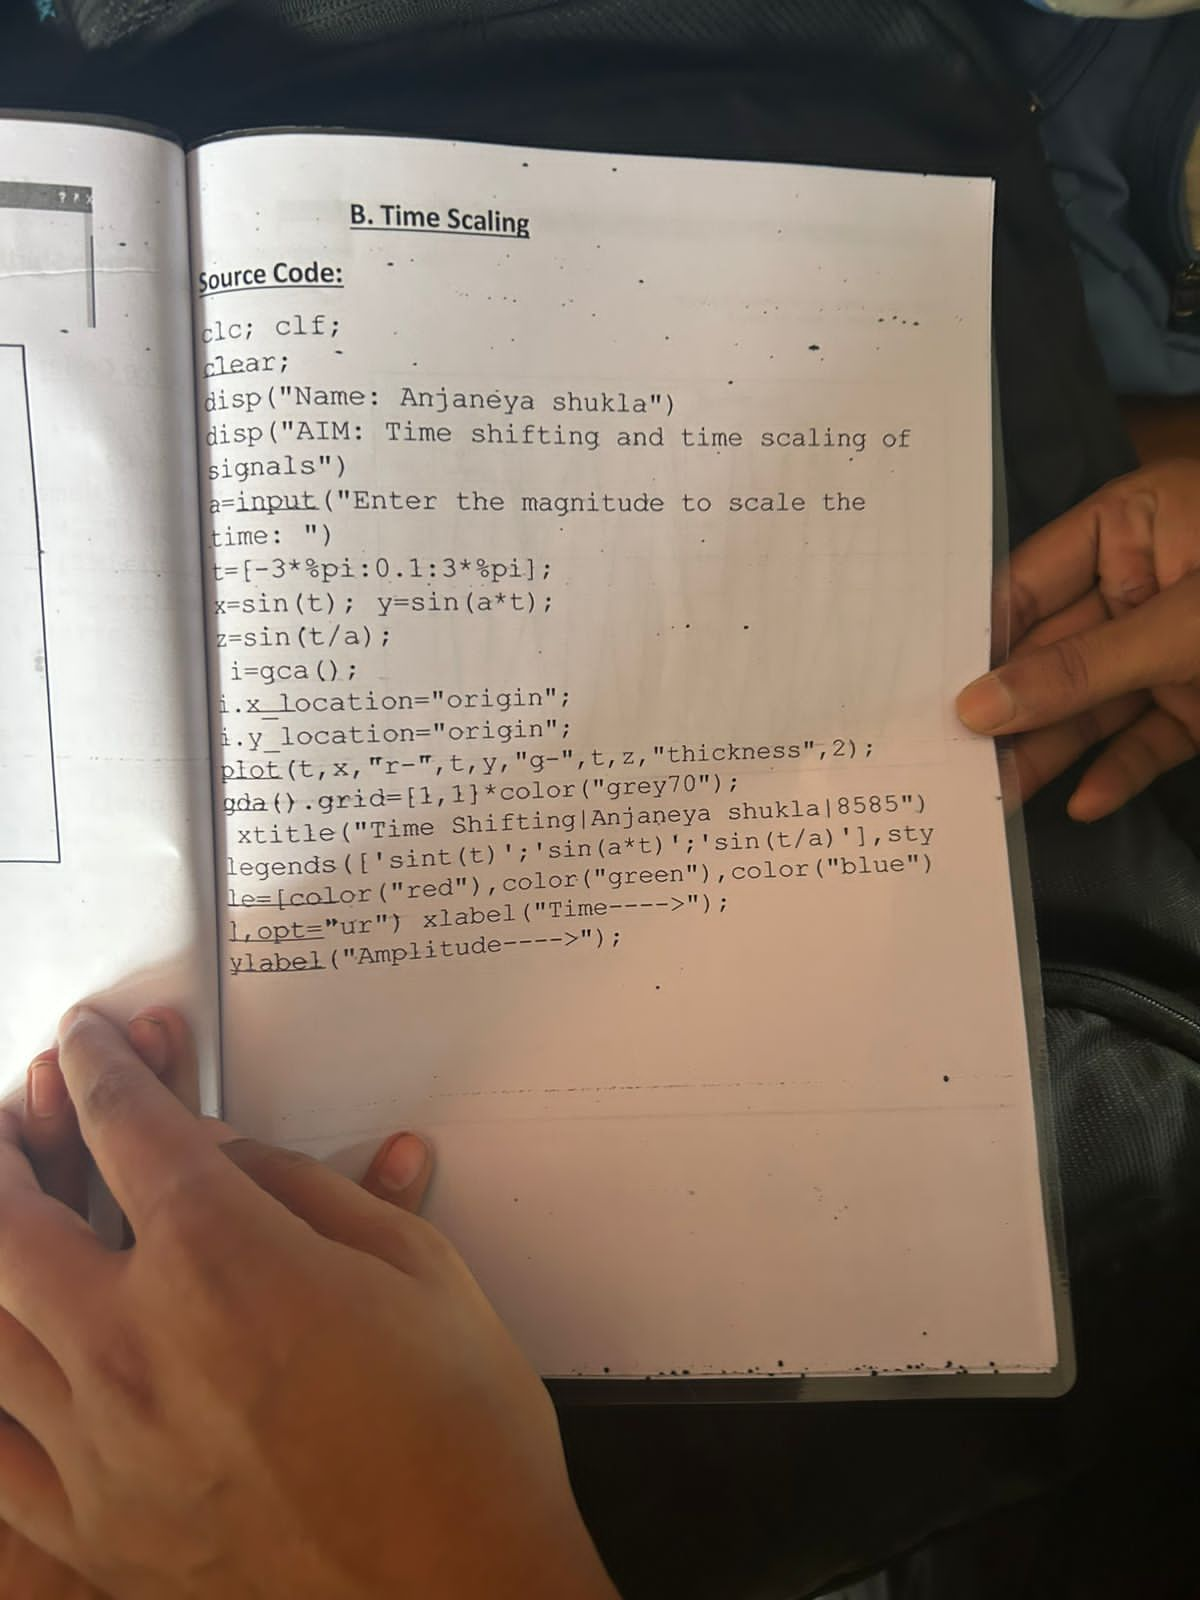 B. Time Scaling
Source Code:
clc; clf;
clear;
disp("Name: Anjaneya shukla")
disp("AIM: Time shifting and time scaling of
signals")
a=input("Enter the magnitude to scale the
time: ")
t=[-3*%pi:0.1:3*%pi];
x=sin(t); y=sin(a*t);
z=sin(t/a);
i=gca();
i.x_location="origin";
i.y_location="origin";
plot(t,x,"r-",t,y,"g-",t,z,"thickness",2);
gda().grid=[1,1]*color("grey70");
xtitle("Time Shifting|Anjaneya shukla|8585")
legends(['sint(t)';'sin(a*t)';'sin(t/a)'],sty
le=[color("red"),color("green"),color("blue")
],opt="ur") xlabel("Time---->");
ylabel("Amplitude---->");